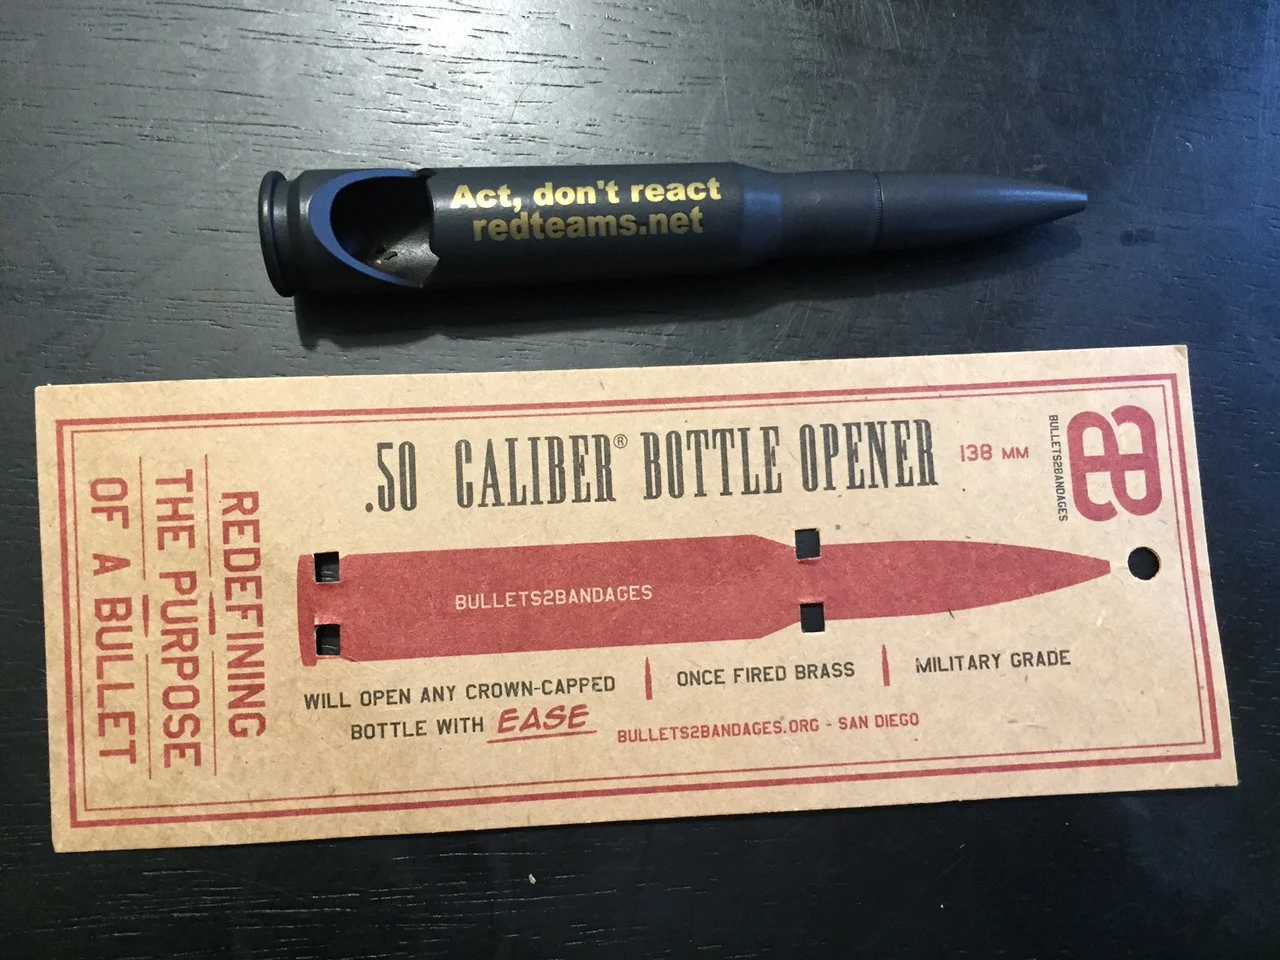 Act, don't react
redteams.net
.50 CALIBER® BOTTLE OPENER
138 MM
BULLETS2BANDAGES
REDEFINING
THE PURPOSE
OF A BULLET
BULLETS2BANDAGES
WILL OPEN ANY CROWN-CAPPED
BOTTLE WITH EASE
ONCE FIRED BRASS
MILITARY GRADE
BULLETS2BANDAGES.ORG - SAN DIEGO